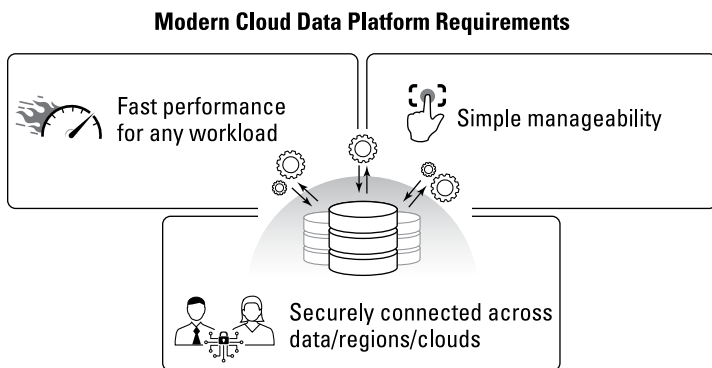 Modern Cloud Data Platform Requirements
Fast performance
for any workload
Simple manageability
Securely connected across
data/regions/clouds